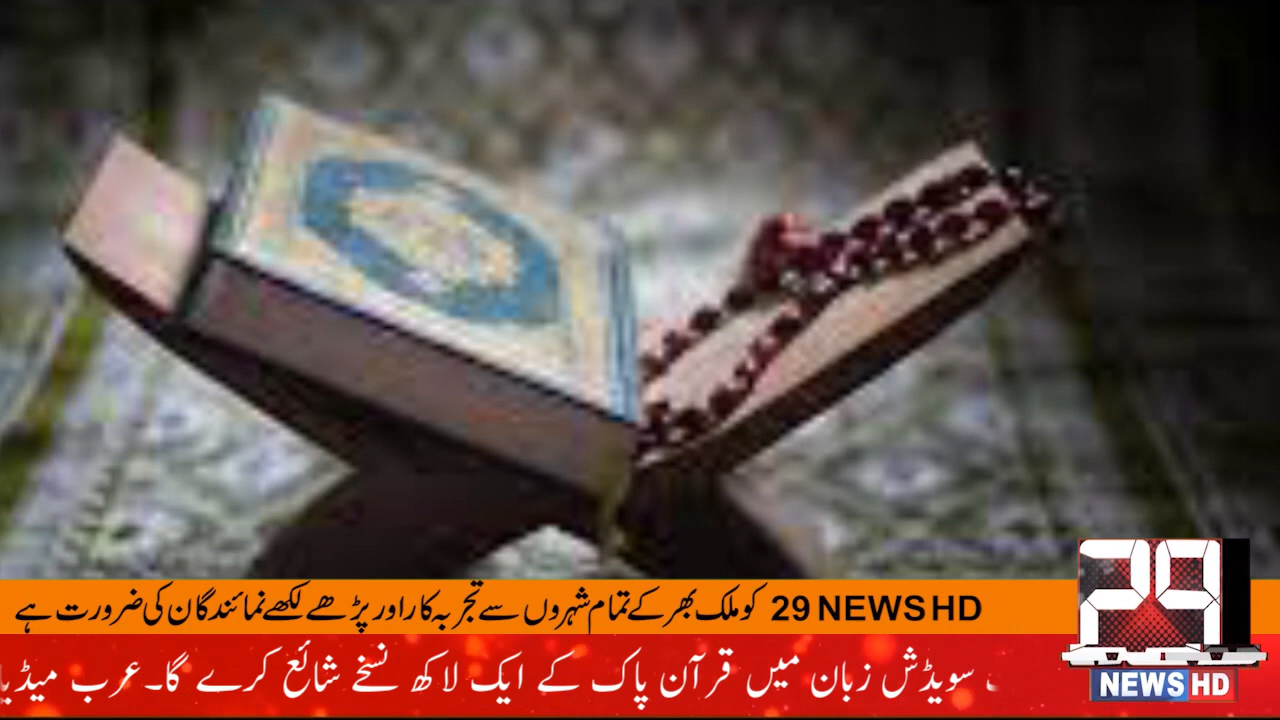 29 NEWS HD کو ملک بھر کے تمام شہروں سے تجربہ کار اور پڑھے لکھے نمائندگان کی ضرورت ہے
سویڈش زبان میں قرآن پاک کے ایک لاکھ نسخے شائع کرے گا۔عرب میڈیا
29
NEWS HD